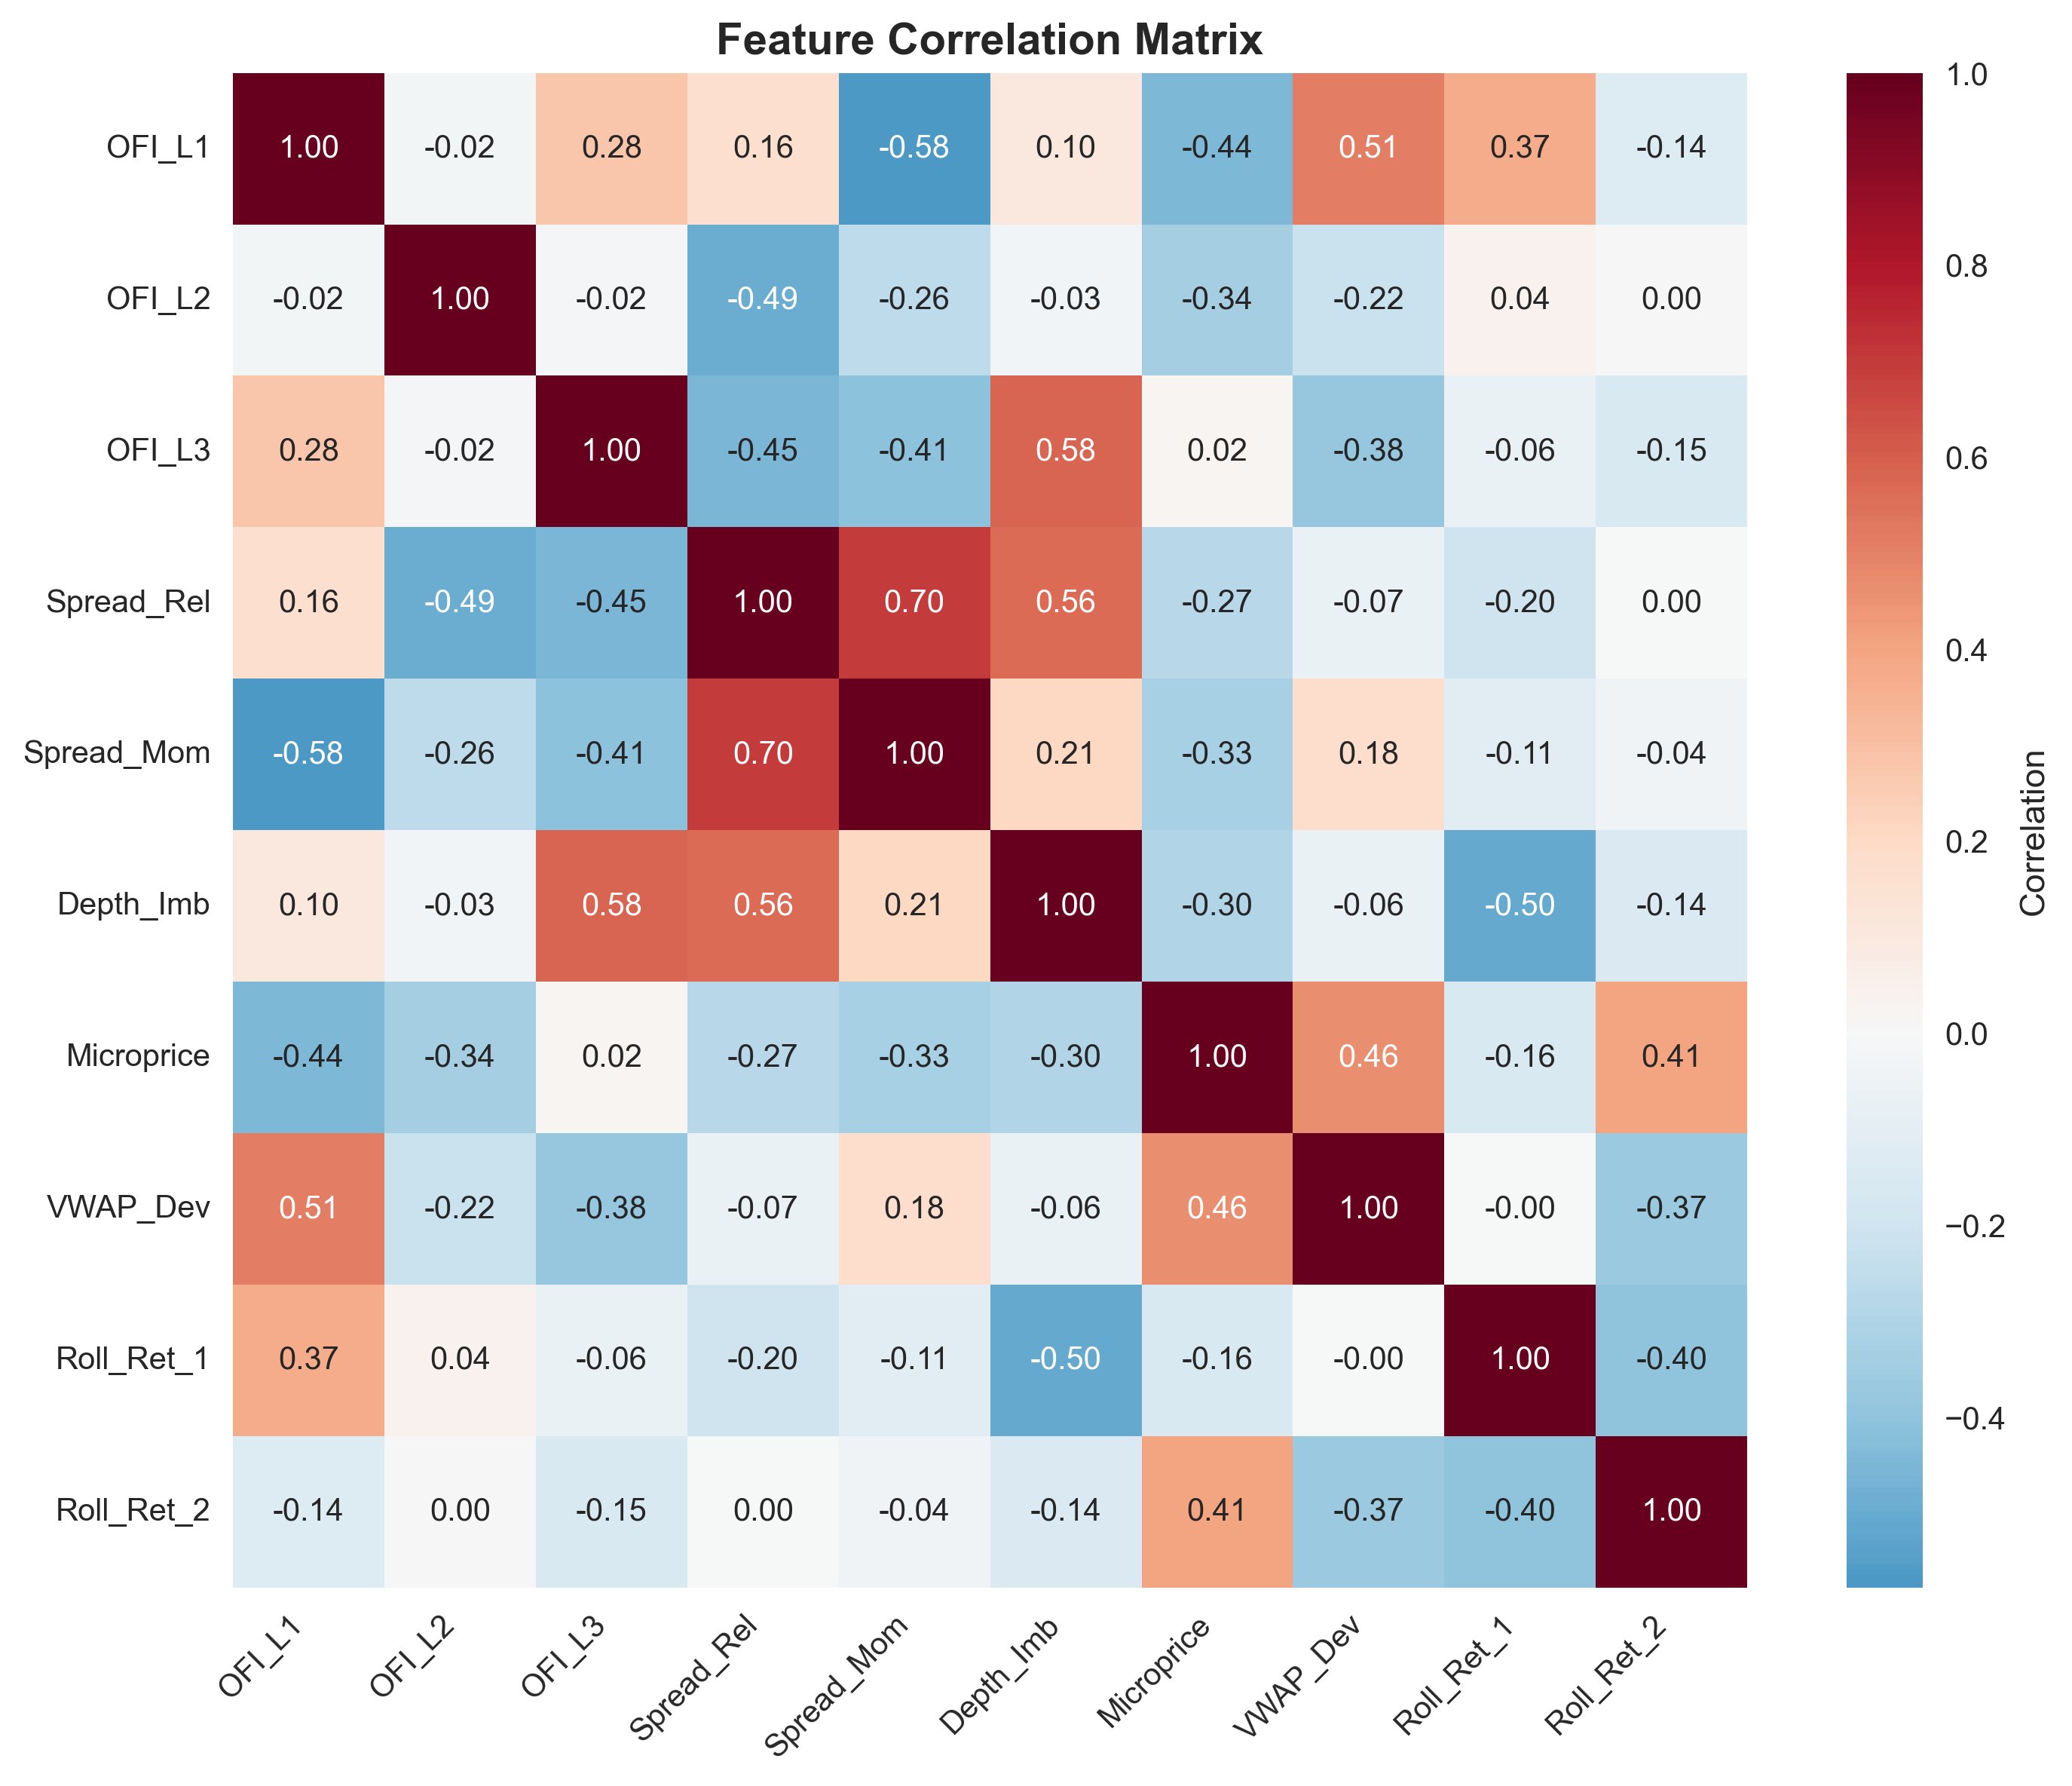 Feature Correlation Matrix
OFI_L1 1.00 -0.02 0.28 0.16 -0.58 0.10 -0.44 0.51 0.37 -0.14
OFI_L2 -0.02 1.00 -0.02 -0.49 -0.26 -0.03 -0.34 -0.22 0.04 0.00
OFI_L3 0.28 -0.02 1.00 -0.45 -0.41 0.58 0.02 -0.38 -0.06 -0.15
Spread_Rel 0.16 -0.49 -0.45 1.00 0.70 0.56 -0.27 -0.07 -0.20 0.00
Spread_Mom -0.58 -0.26 -0.41 0.70 1.00 0.21 -0.33 0.18 -0.11 -0.04
Depth_Imb 0.10 -0.03 0.58 0.56 0.21 1.00 -0.30 -0.06 -0.50 -0.14
Microprice -0.44 -0.34 0.02 -0.27 -0.33 -0.30 1.00 0.46 -0.16 0.41
VWAP_Dev 0.51 -0.22 -0.38 -0.07 0.18 -0.06 0.46 1.00 -0.00 -0.37
Roll_Ret_1 0.37 0.04 -0.06 -0.20 -0.11 -0.50 -0.16 -0.00 1.00 -0.40
Roll_Ret_2 -0.14 0.00 -0.15 0.00 -0.04 -0.14 0.41 -0.37 -0.40 1.00
OFI_L1 OFI_L2 OFI_L3 Spread_Rel Spread_Mom Depth_Imb Microprice VWAP_Dev Roll_Ret_1 Roll_Ret_2
1.0
0.8
0.6
0.4
0.2
0.0
−0.2
−0.4
Correlation